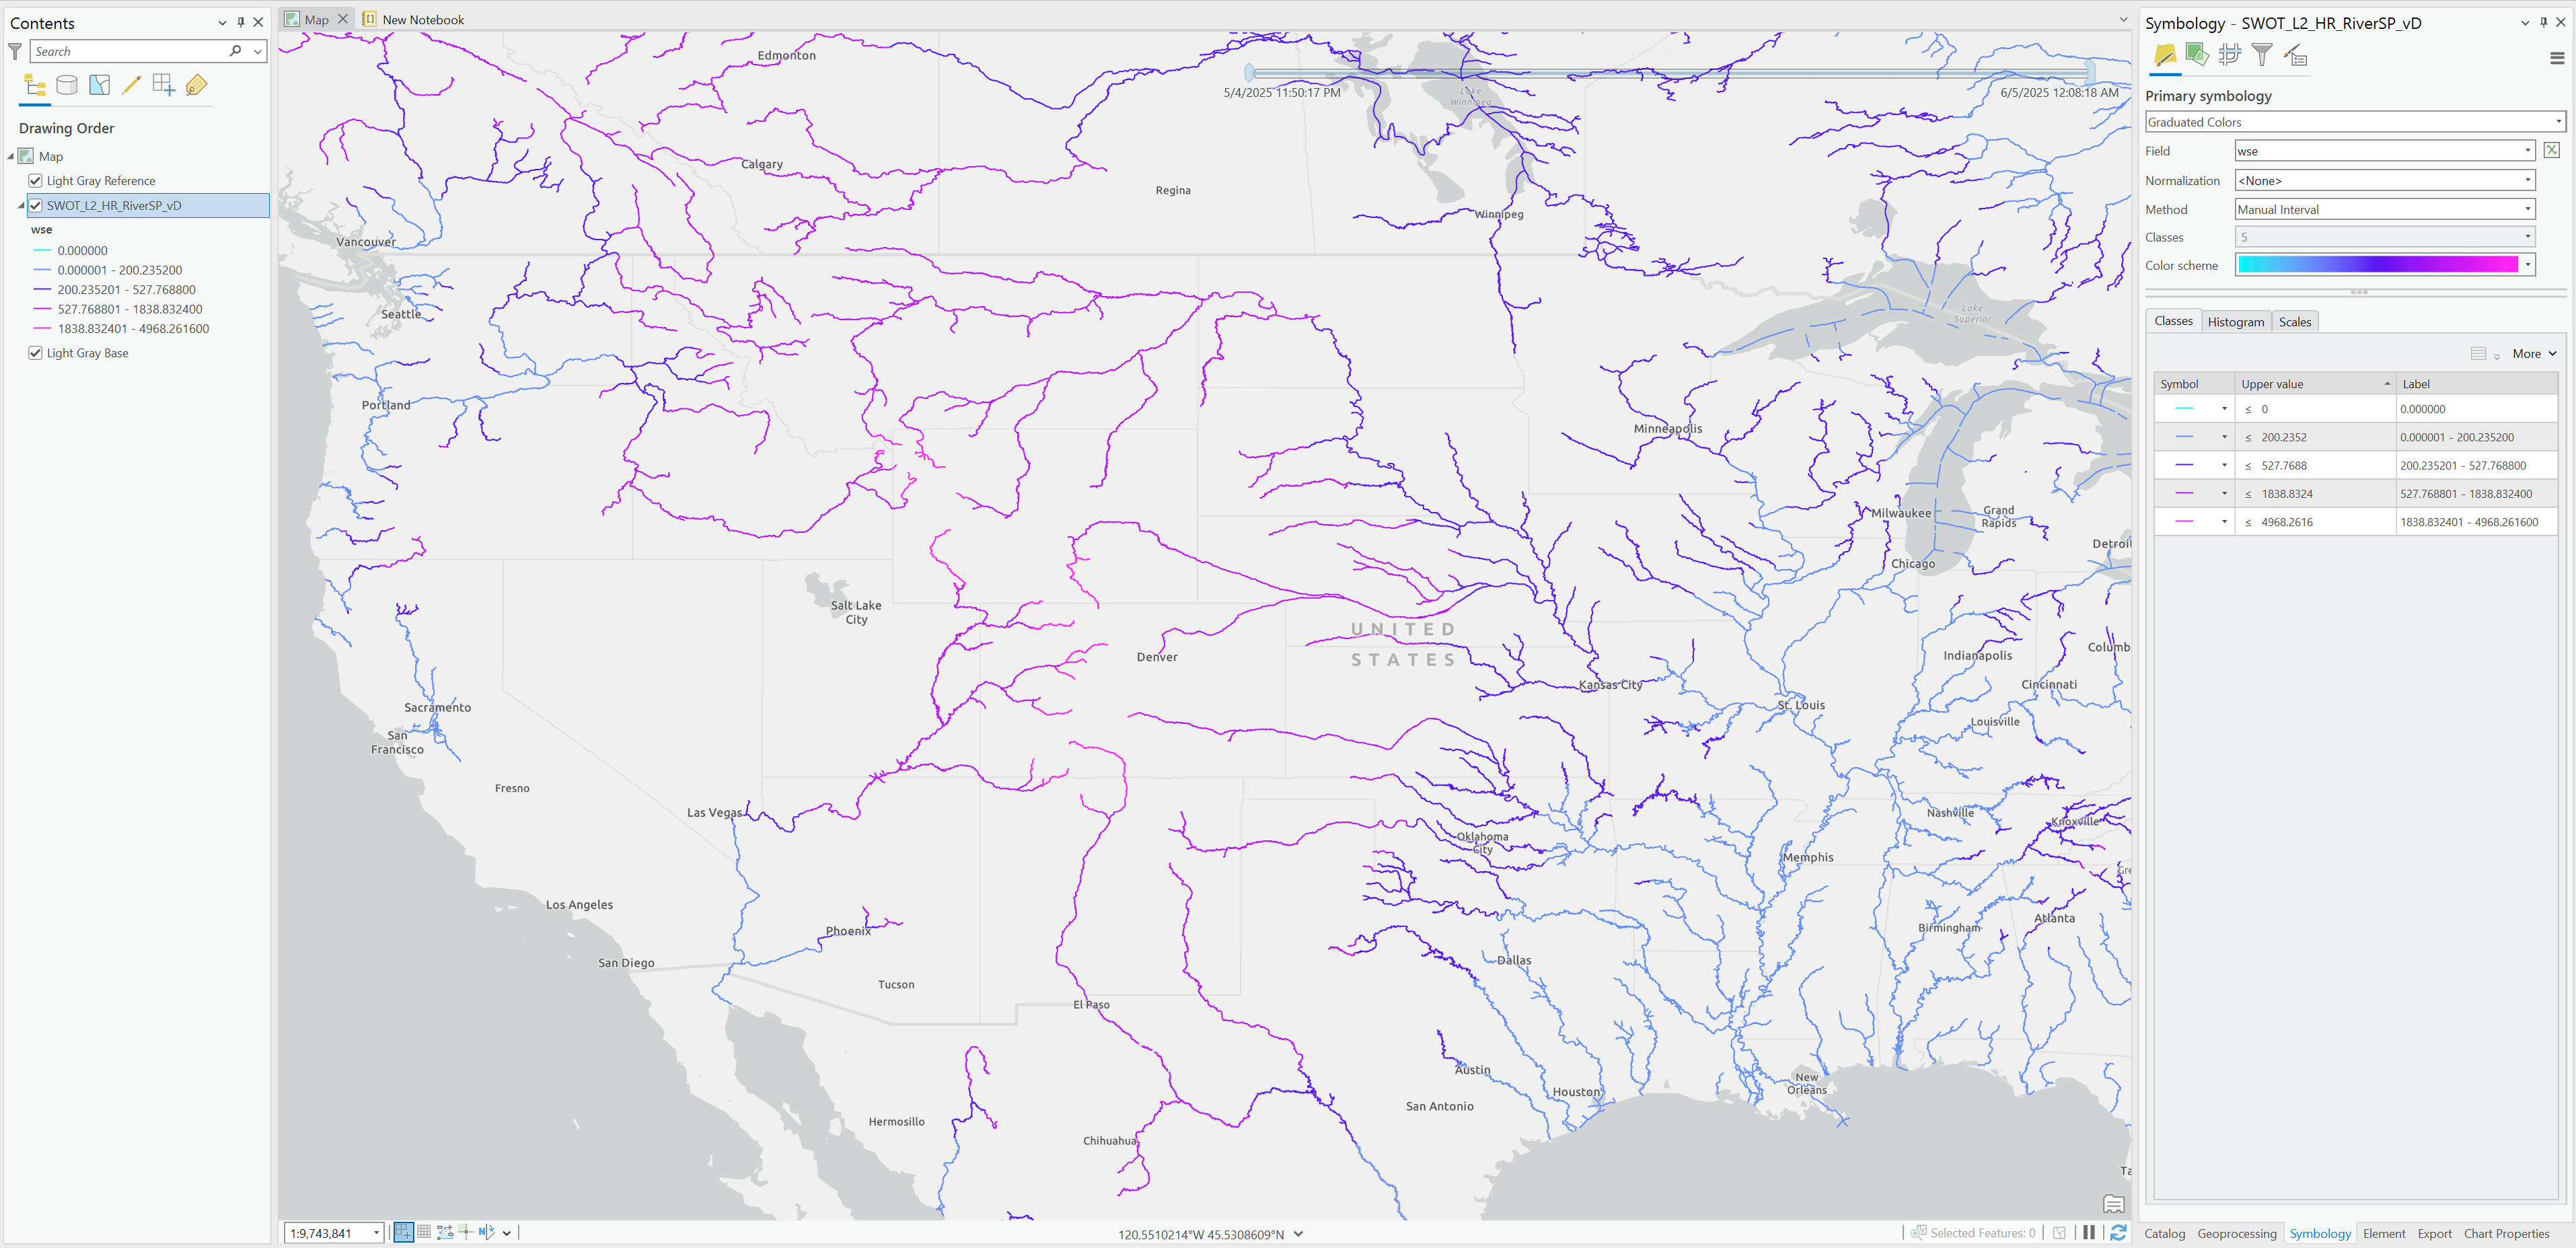 Contents
Search
Drawing Order
Map
Light Gray Reference
SWOT_L2_HR_RiverSP_vD
wse
0.000000
0.000001 - 200.235200
200.235201 - 527.768800
527.768801 - 1838.832400
1838.832401 - 4968.261600
Light Gray Base
Map
New Notebook
5/4/2025 11:50:17 PM
6/5/2025 12:08:18 AM
Edmonton
Lake
Winnipeg
Calgary
Regina
Winnipeg
Vancouver
Seattle
Lake
Superior
Portland
Minneapolis
Milwaukee
Grand
Rapids
Detroit
Chicago
Salt Lake
City
UNITED
STATES
Denver
Indianapolis
Columb
Kansas City
Cincinnati
Sacramento
St. Louis
San
Francisco
Louisville
Fresno
Las Vegas
Nashville
Knoxville
Oklahoma
City
Memphis
Gre
Los Angeles
Phoenix
Atlanta
Birmingham
San Diego
Dallas
Tucson
El Paso
Austin
New
Orleans
Houston
San Antonio
Hermosillo
Chihuahua
Ta
1:9,743,841
120.5510214°W 45.5308609°N
Selected Features: 0
Symbology - SWOT_L2_HR_RiverSP_vD
Primary symbology
Graduated Colors
Field wse
Normalization <None>
Method Manual Interval
Classes 5
Color scheme
Classes Histogram Scales
More
Symbol Upper value Label
≤ 0 0.000000
≤ 200.2352 0.000001 - 200.235200
≤ 527.7688 200.235201 - 527.768800
≤ 1838.8324 527.768801 - 1838.832400
≤ 4968.2616 1838.832401 - 4968.261600
Catalog Geoprocessing Symbology Element Export Chart Properties